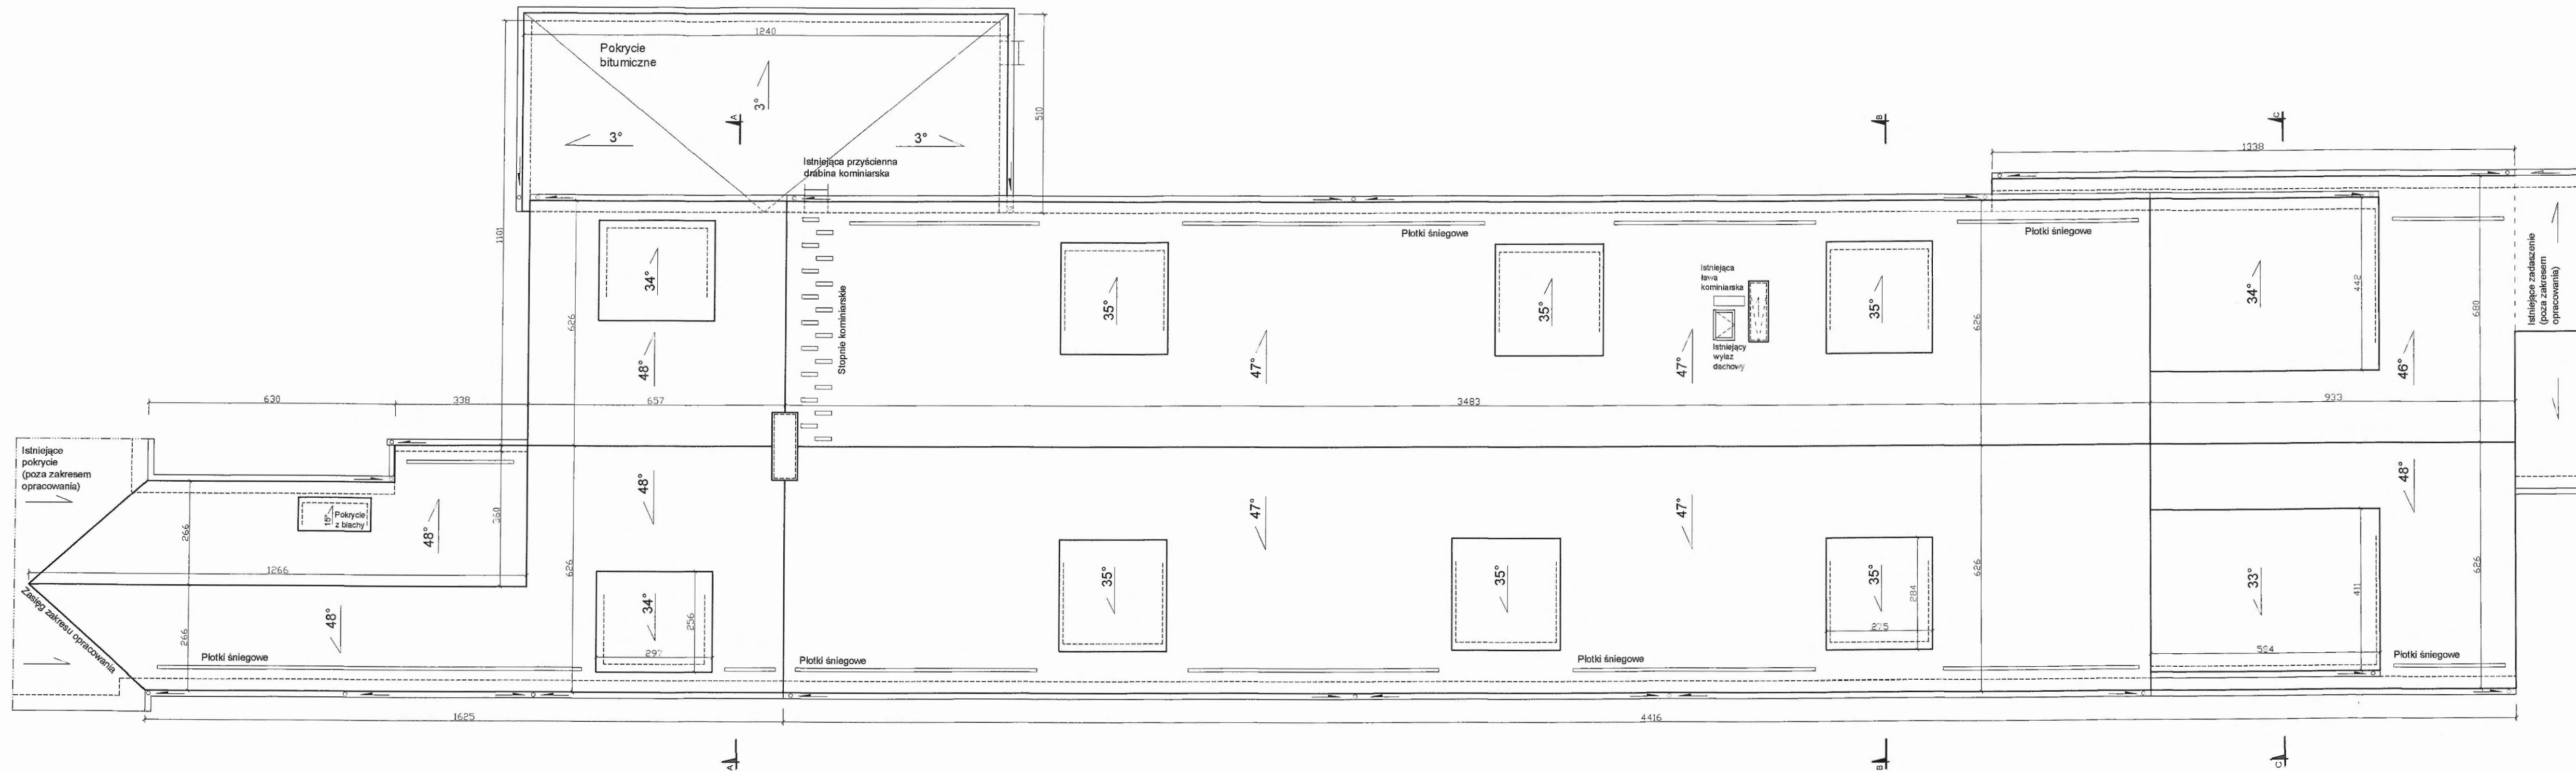 1240
Pokrycie
bitumiczne
3°
A
3°
3°
510
B
C
Istniejąca przyścienna
drabina kominiarska
1338
1101
34°
626
48°
Stopnie kominiarskie
Płotki śniegowe
35°
47°
35°
Istniejąca
ława
kominiarska
Istniejący
wyłaz
dachowy
47°
35°
Płotki śniegowe
626
34°
442
46°
680
Istniejące zadaszenie
(poza zakresem
opracowania)
630
338
657
3483
933
Istniejące
pokrycie
(poza zakresem
opracowania)
266
15°
Pokrycie
z blachy
48°
360
48°
47°
47°
48°
1266
Zasięg zakresu opracowania
266
48°
626
34°
256
297
35°
35°
35°
284
275
626
33°
411
584
626
Płotki śniegowe
Płotki śniegowe
Płotki śniegowe
Płotki śniegowe
1625
4416
A
B
C